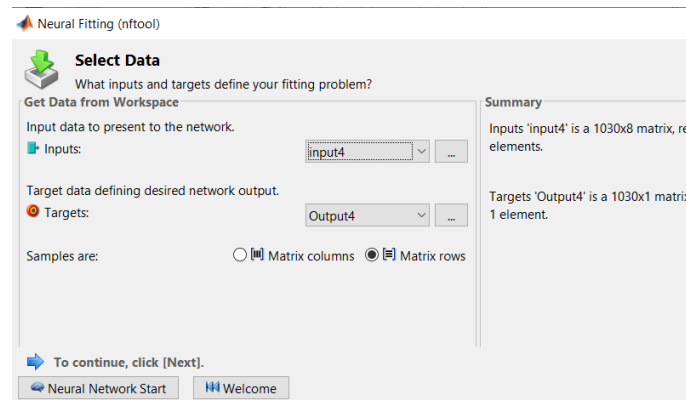 Neural Fitting (nftool)
Select Data
What inputs and targets define your fitting problem?
Get Data from Workspace
Input data to present to the network.
Inputs:
input4
...
Target data defining desired network output.
Targets:
Output4
...
Samples are:
Matrix columns
Matrix rows
Summary
Inputs 'input4' is a 1030x8 matrix, re
elements.
Targets 'Output4' is a 1030x1 matrix
1 element.
To continue, click [Next].
Neural Network Start
Welcome